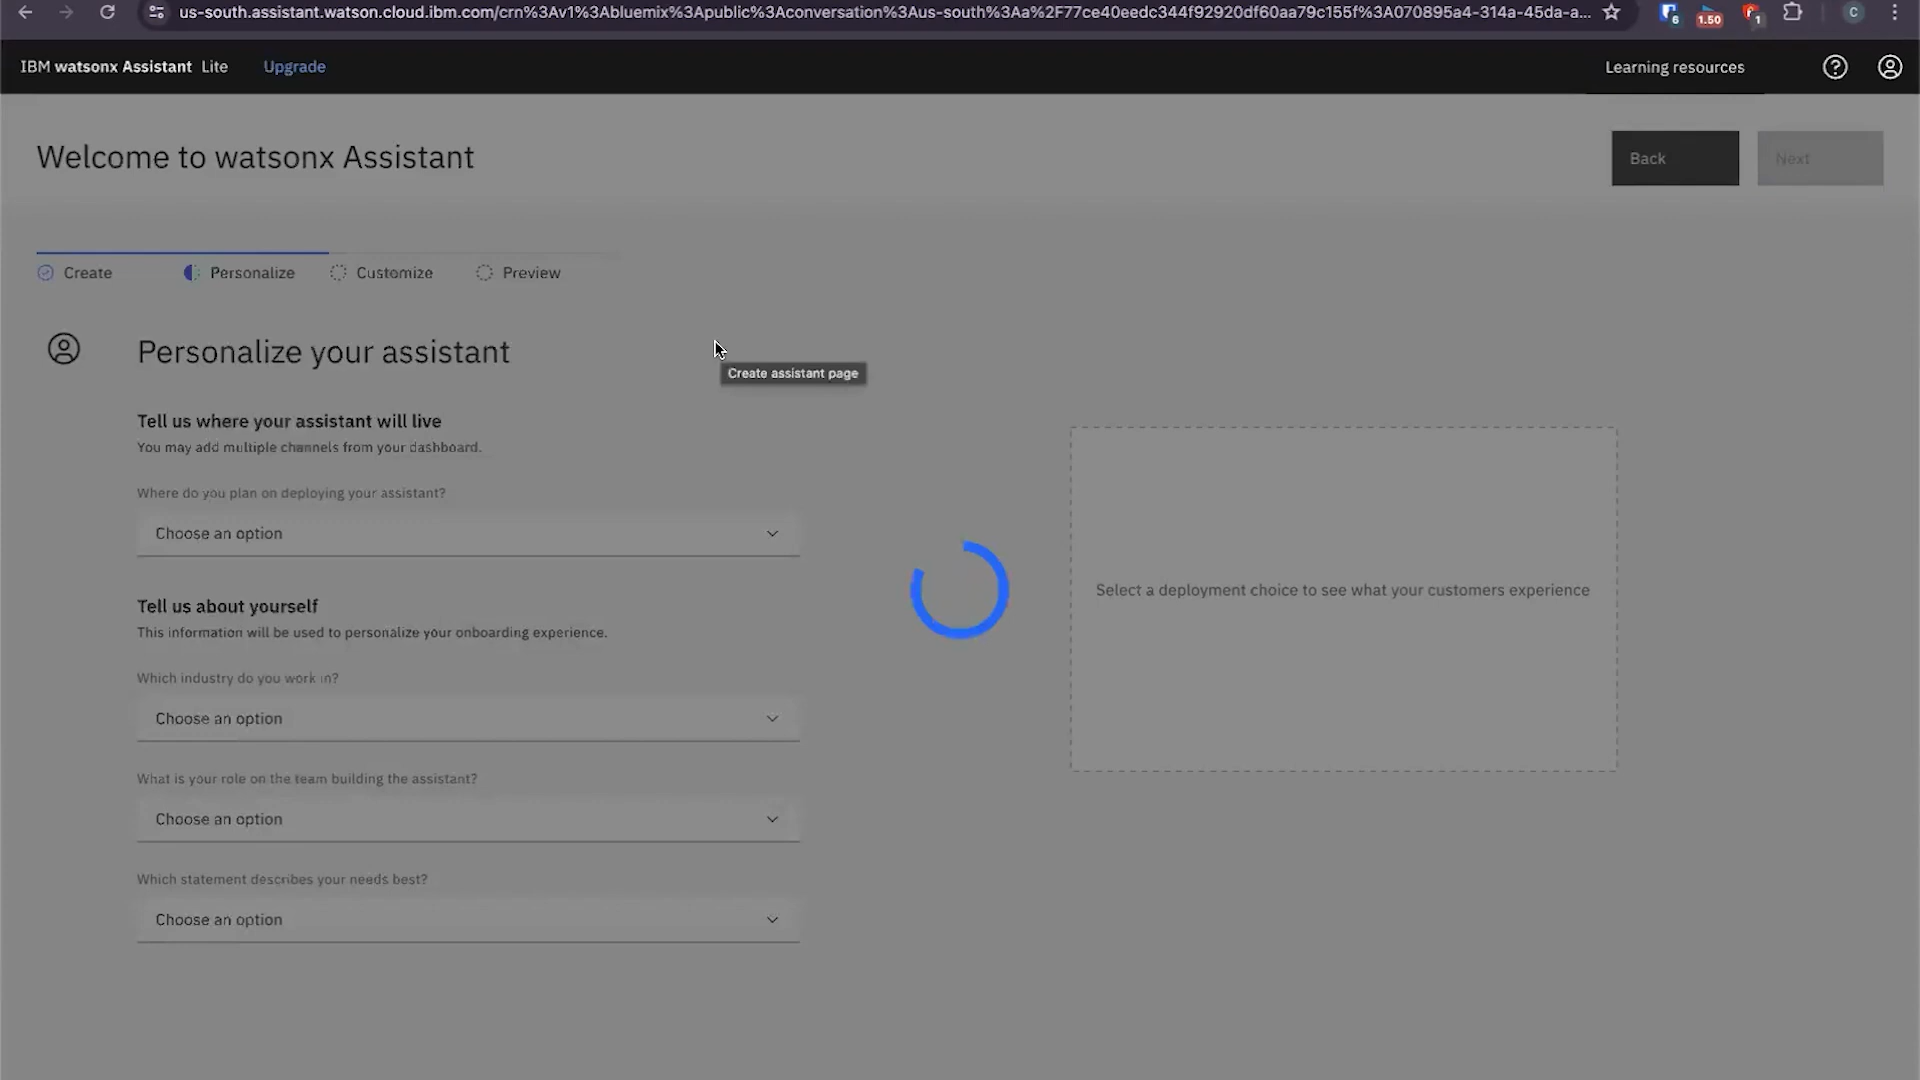 us-south.assistant.watson.cloud.ibm.com/crn%3Av1%3Abluemix%3Apublic%3Aconversation%3Aus-south%3Aa%2F77ce40eedc344f92920df60aa79c155f%3A070895a4-314a-45da-a...
6
1.50
1
C
IBM watsonx Assistant Lite
Upgrade
Learning resources
Welcome to watsonx Assistant
Back
Next
Create
Personalize
Customize
Preview
Personalize your assistant
Create assistant page
Tell us where your assistant will live
You may add multiple channels from your dashboard.
Where do you plan on deploying your assistant?
Choose an option
Select a deployment choice to see what your customers experience
Tell us about yourself
This information will be used to personalize your onboarding experience.
Which industry do you work in?
Choose an option
What is your role on the team building the assistant?
Choose an option
Which statement describes your needs best?
Choose an option